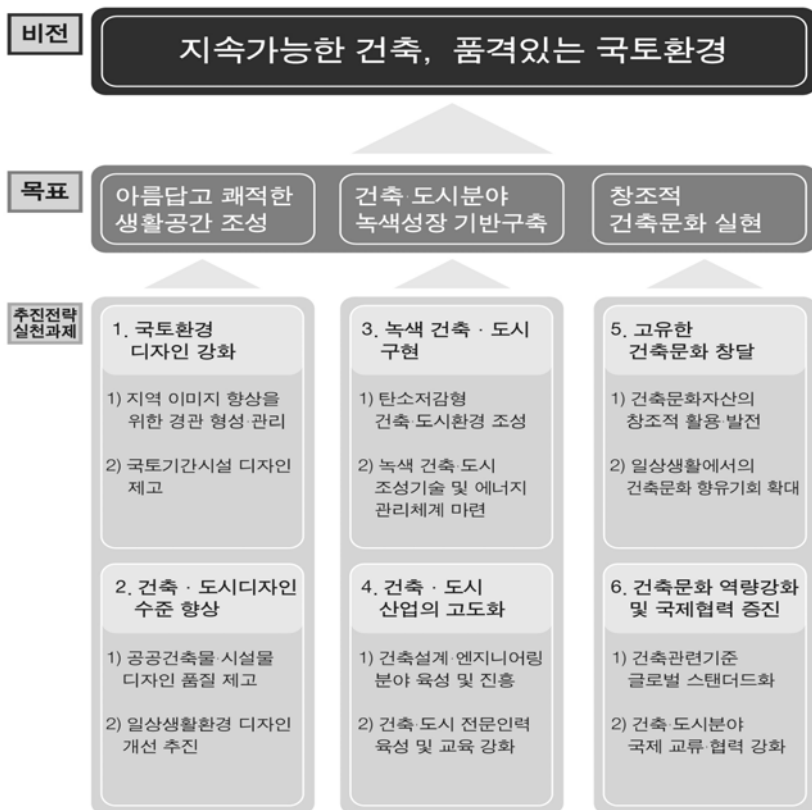 비전
지속가능한 건축, 품격있는 국토환경
목표
아름답고 쾌적한
생활공간 조성
건축·도시분야
녹색성장 기반구축
창조적
건축문화 실현
추진전략
실천과제
1. 국토환경
디자인 강화
1) 지역 이미지 향상을
위한 경관 형성·관리
2) 국토기간시설 디자인
제고
2. 건축 · 도시디자인
수준 향상
1) 공공건축물·시설물
디자인 품질 제고
2) 일상생활환경 디자인
개선 추진
3. 녹색 건축 · 도시
구현
1) 탄소저감형
건축·도시환경 조성
2) 녹색 건축·도시
조성기술 및 에너지
관리체계 마련
4. 건축 · 도시
산업의 고도화
1) 건축설계·엔지니어링
분야 육성 및 진흥
2) 건축·도시 전문인력
육성 및 교육 강화
5. 고유한
건축문화 창달
1) 건축문화자산의
창조적 활용·발전
2) 일상생활에서의
건축문화 향유기회 확대
6. 건축문화 역량강화
및 국제협력 증진
1) 건축관련기준
글로벌 스탠더드화
2) 건축·도시분야
국제 교류·협력 강화